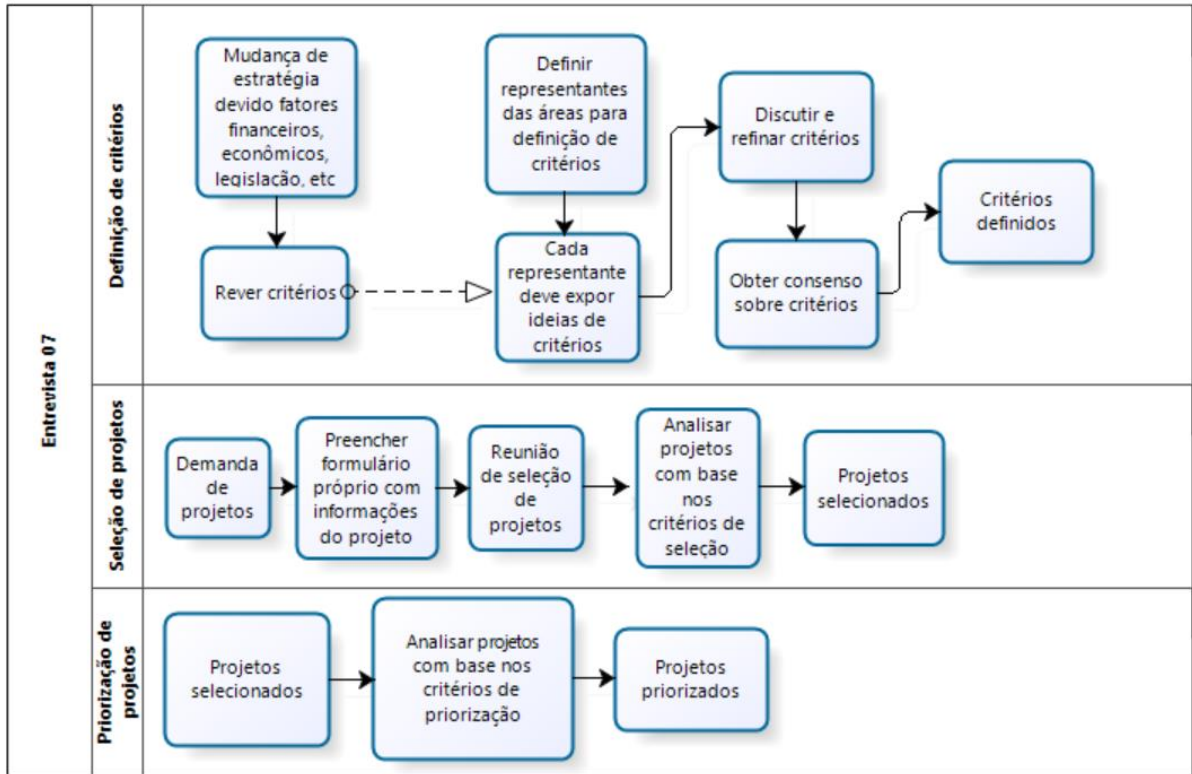 Entrevista 07
Definição de critérios
Mudança de
estratégia
devido fatores
financeiros,
econômicos,
legislação, etc
Rever critérios
Definir
representantes
das áreas para
definição de
critérios
Cada
representante
deve expor
ideias de
critérios
Discutir e
refinar critérios
Obter consenso
sobre critérios
Critérios
definidos
Seleção de projetos
Demanda
de
projetos
Preencher
formulário
próprio com
informações
do projeto
Reunião
de seleção
de
projetos
Analisar
projetos
com base
nos
critérios de
seleção
Projetos
selecionados
Priorização de
projetos
Projetos
selecionados
Analisar projetos
com base nos
critérios de
priorização
Projetos
priorizados